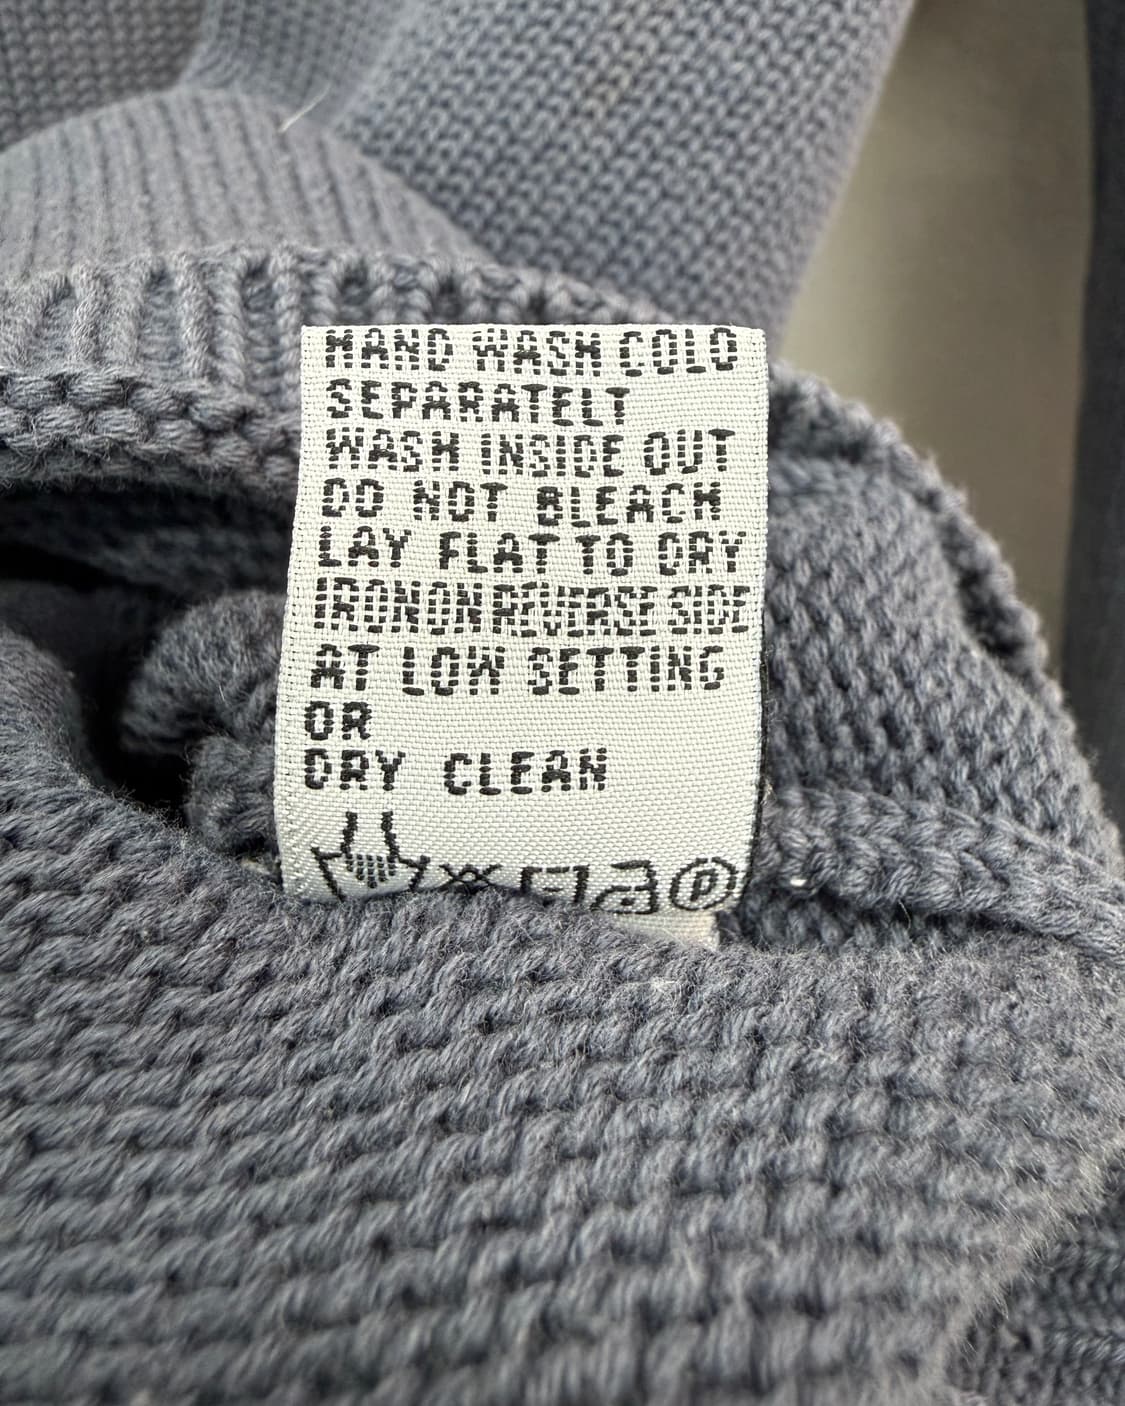 HAND WASH COLD
SEPARATELT
WASH INSIDE OUT
DO NOT BLEACH
LAY FLAT TO DRY
IRON ON REVERSE SIDE
AT LOW SETTING
OR
DRY CLEAN
P